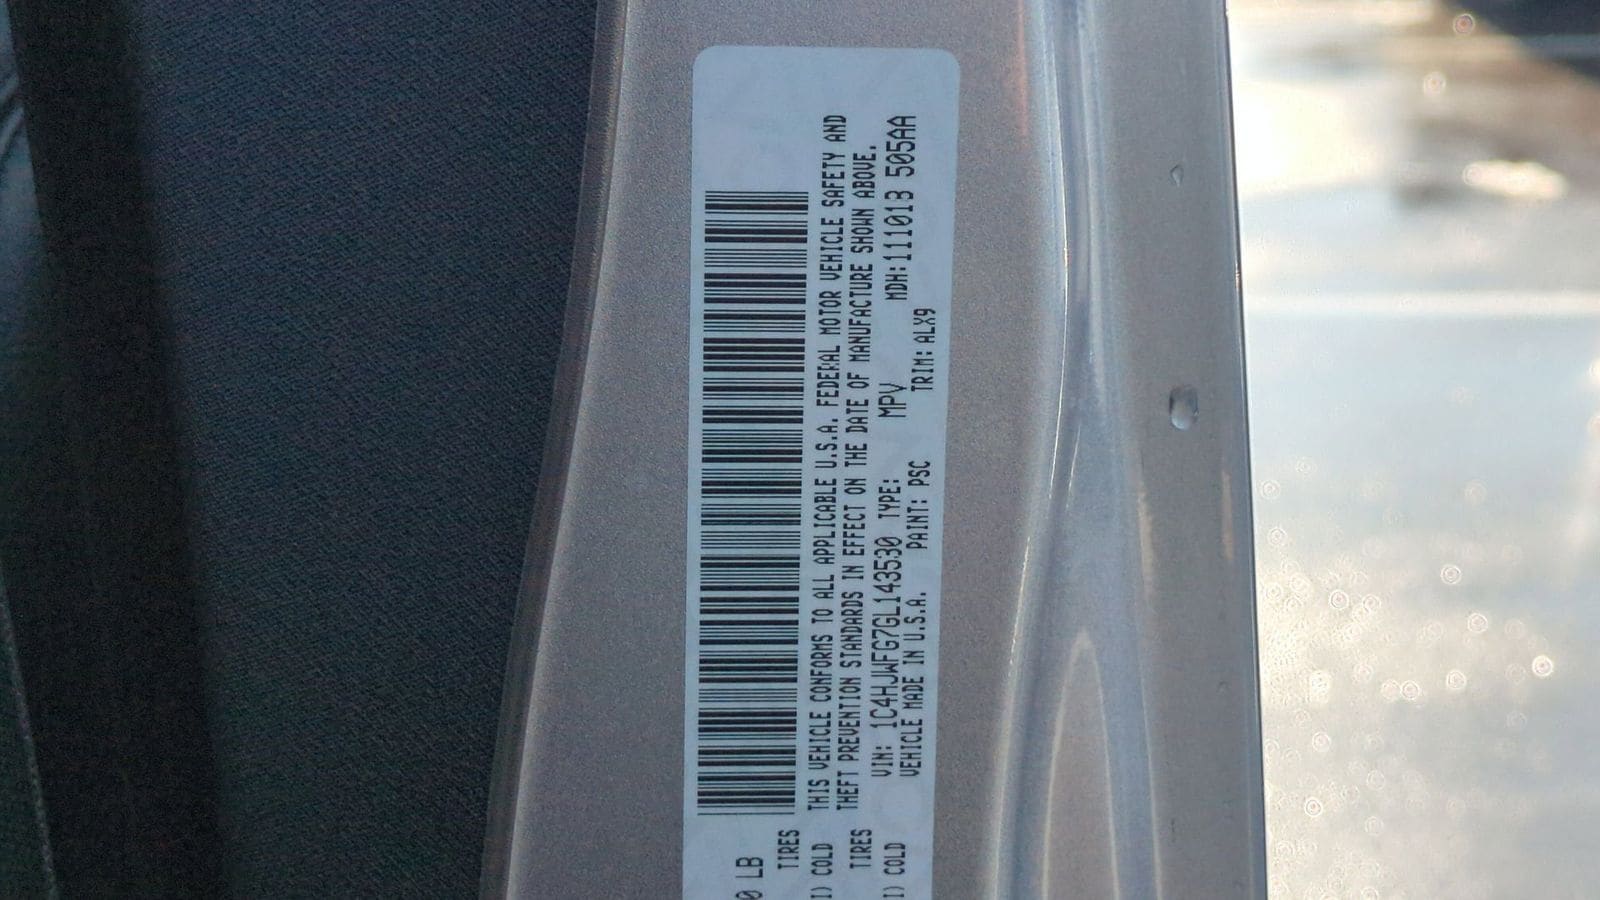 0 LB
TIRES
I) COLD
TIRES
I) COLD
THIS VEHICLE CONFORMS TO ALL APPLICABLE U.S.A. FEDERAL MOTOR VEHICLE SAFETY AND
THEFT PREVENTION STANDARDS IN EFFECT ON THE DATE OF MANUFACTURE SHOWN ABOVE.
VIN: 1C4HJWFG7GL143530 TYPE: MPV MDH:111013 505AA
VEHICLE MADE IN U.S.A. PAINT: PSC TRIM:ALX9